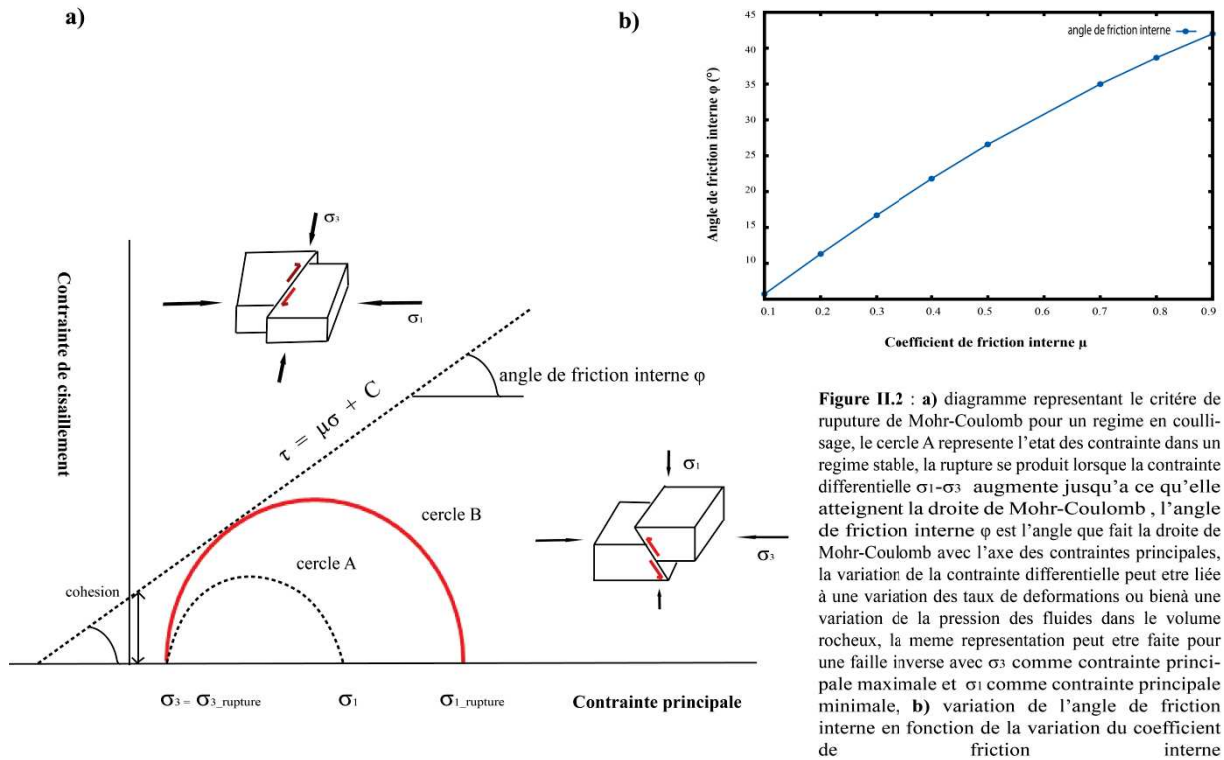 a)
Contrainte de cisaillement
σ3
σ1
τ = μσ + C
angle de friction interne φ
cercle B
cercle A
cohesion
σ1
σ3
σ3 = σ3_rupture
σ1
σ1_rupture
Contrainte principale
b)
angle de friction interne
Angle de friction interne φ (°)
45
40
35
40
25
20
15
10
0.1
0.2
0.3
0.4
0.5
0.6
0.7
0.8
0.9
Coefficient de friction interne μ
Figure II.2 : a) diagramme representant le critére de
ruputure de Mohr-Coulomb pour un regime en coulli-
sage, le cercle A represente l'etat des contrainte dans un
regime stable, la rupture se produit lorsque la contrainte
differentielle σ1-σ3 augmente jusqu'a ce qu'elle
atteignent la droite de Mohr-Coulomb , l'angle
de friction interne φ est l'angle que fait la droite de
Mohr-Coulomb avec l'axe des contraintes principales,
la variation de la contrainte differentielle peut etre liée
à une variation des taux de deformations ou bienà une
variation de la pression des fluides dans le volume
rocheux, la meme representation peut etre faite pour
une faille inverse avec σ3 comme contrainte princi-
pale maximale et σ1 comme contrainte principale
minimale, b) variation de l'angle de friction
interne en fonction de la variation du coefficient
de friction interne